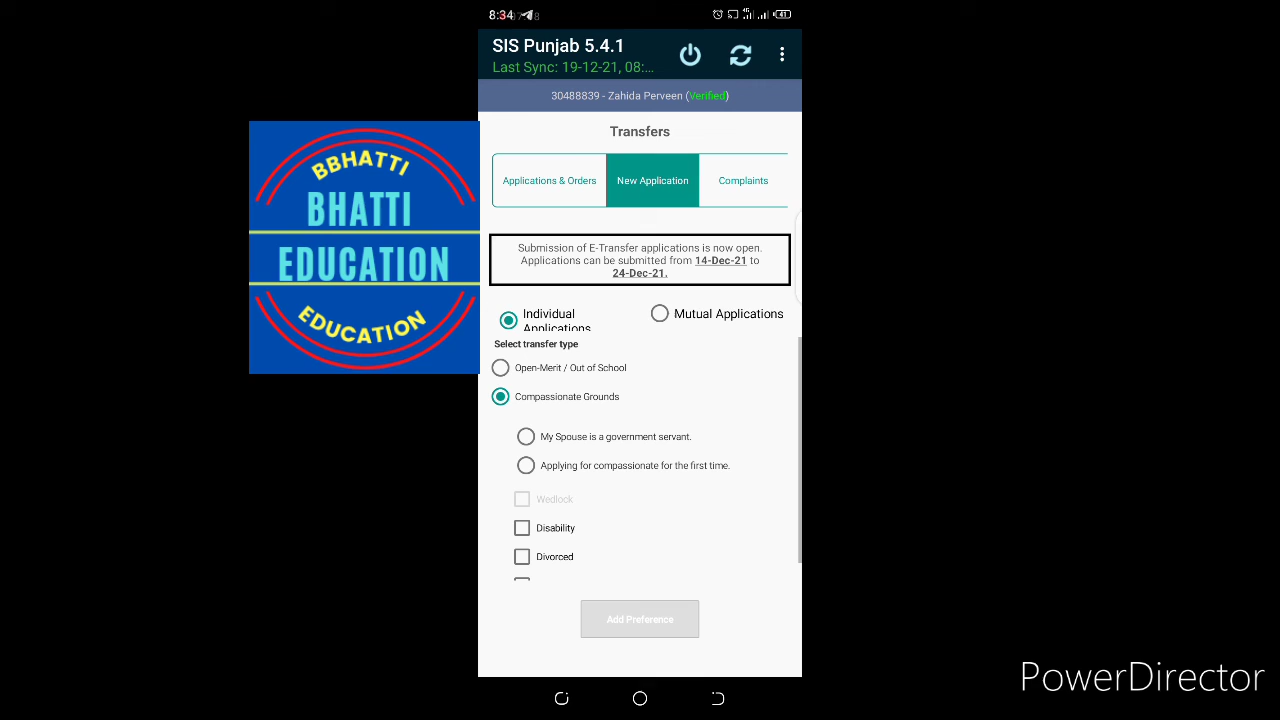 8:34
41
SIS Punjab 5.4.1
Last Sync: 19-12-21, 08:...
30488839 - Zahida Perveen (Verified)
Transfers
Applications & Orders
New Application
Complaints
Submission of E-Transfer applications is now open.
Applications can be submitted from 14-Dec-21 to
24-Dec-21.
Individual
Applications
Mutual Applications
Select transfer type
Open-Merit / Out of School
Compassionate Grounds
My Spouse is a government servant.
Applying for compassionate for the first time.
Wedlock
Disability
Divorced
Add Preference
BBHATTI
BHATTI
EDUCATION
EDUCATION
PowerDirector